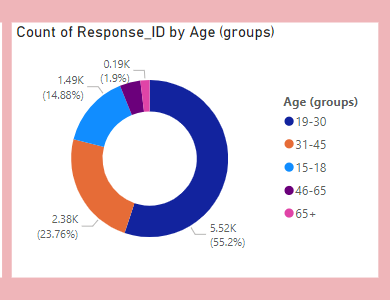 Count of Response_ID by Age (groups)
0.19K
(1.9%)
1.49K
(14.88%)
2.38K
(23.76%)
5.52K
(55.2%)
Age (groups)
19-30
31-45
15-18
46-65
65+